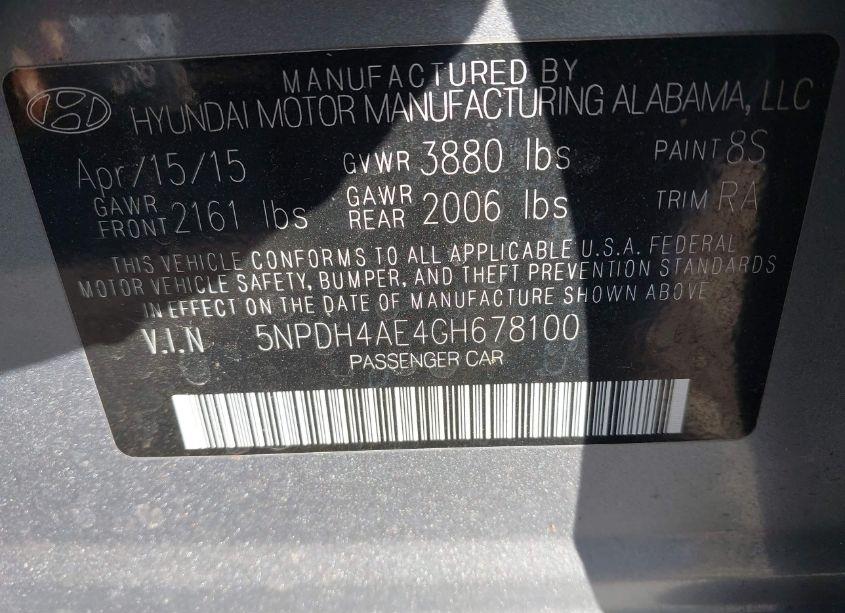 MANUFACTURED BY
HYUNDAI MOTOR MANUFACTURING ALABAMA, LLC
Apr/15/15 GVWR 3880 lbs PAINT 8S
GAWR FRONT 2161 lbs GAWR REAR 2006 lbs TRIM RA
THIS VEHICLE CONFORMS TO ALL APPLICABLE U.S.A. FEDERAL
MOTOR VEHICLE SAFETY, BUMPER, AND THEFT PREVENTION STANDARDS
IN EFFECT ON THE DATE OF MANUFACTURE SHOWN ABOVE
V.I.N 5NPDH4AE4GH678100
PASSENGER CAR